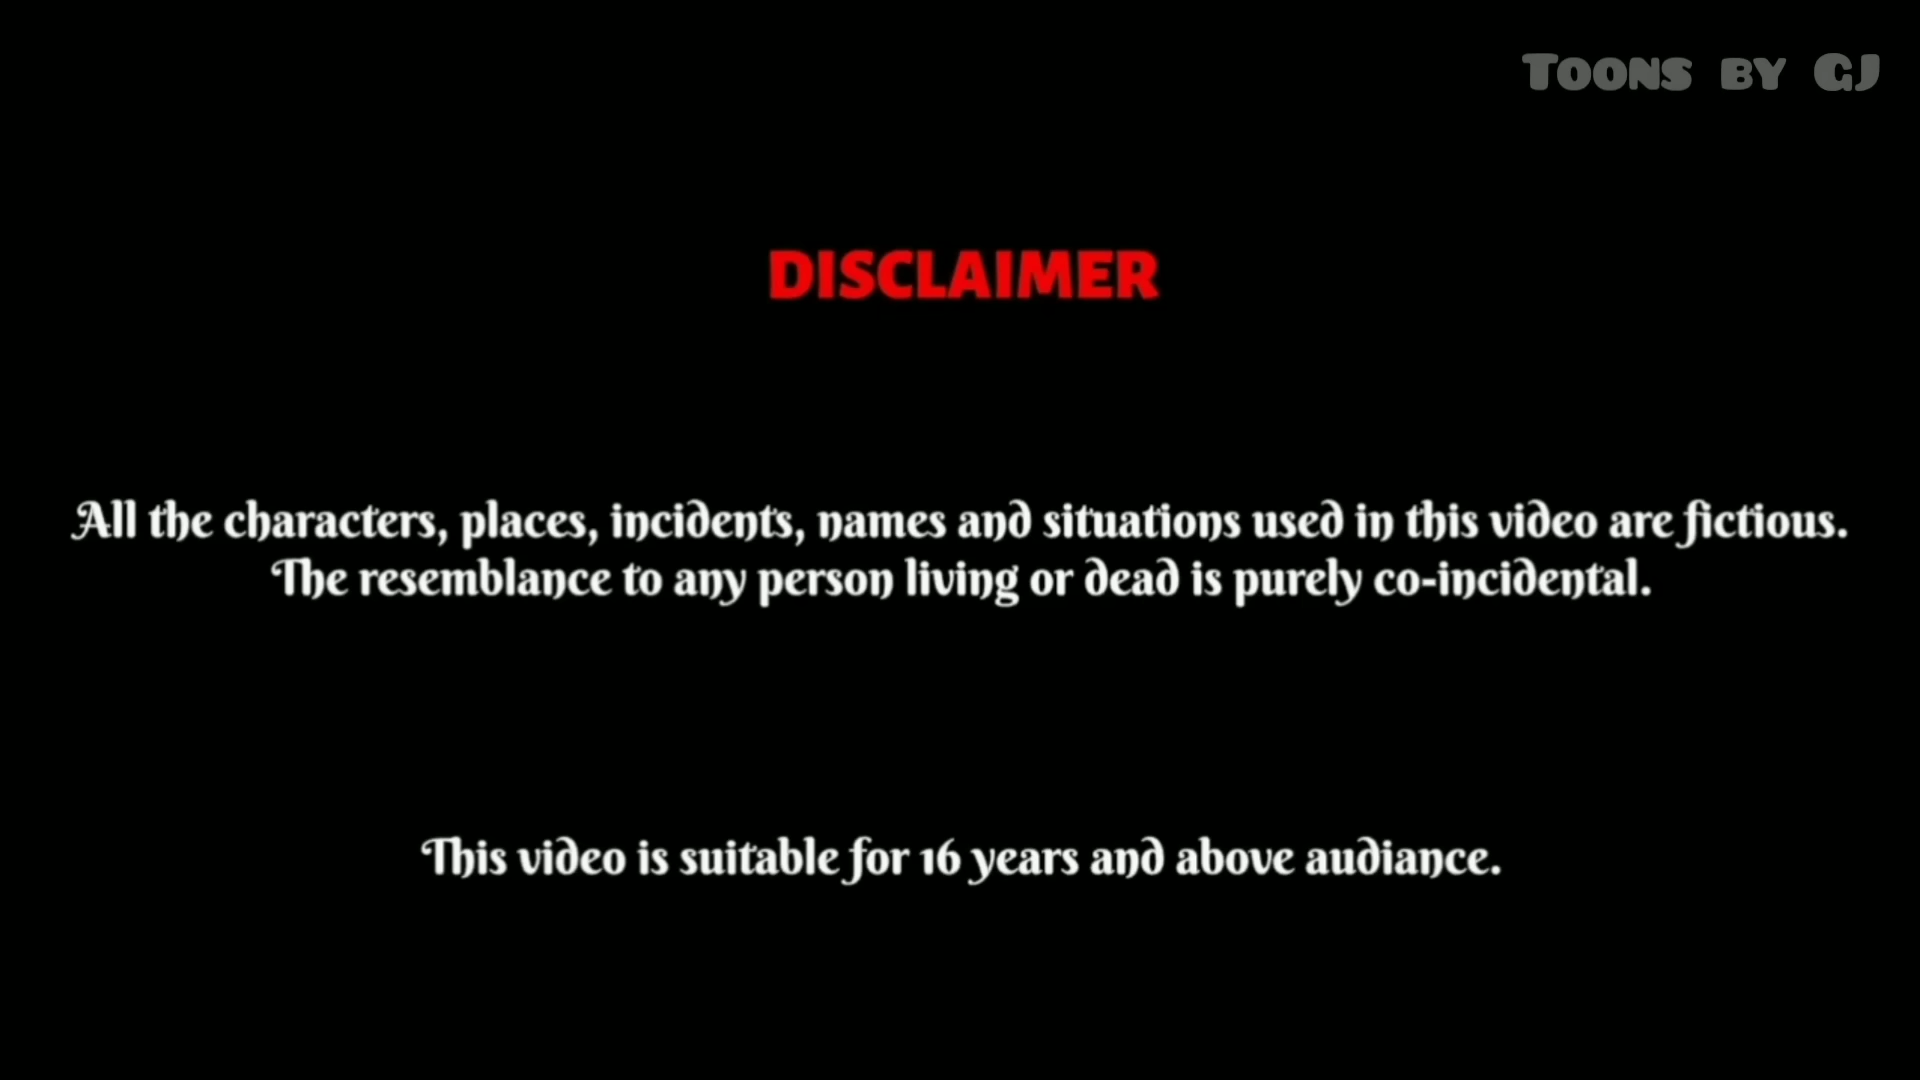 Toons by GJ
DISCLAIMER
All the characters, places, incidents, names and situations used in this video are fictious.
The resemblance to any person living or dead is purely co-incidental.
This video is suitable for 16 years and above audiance.